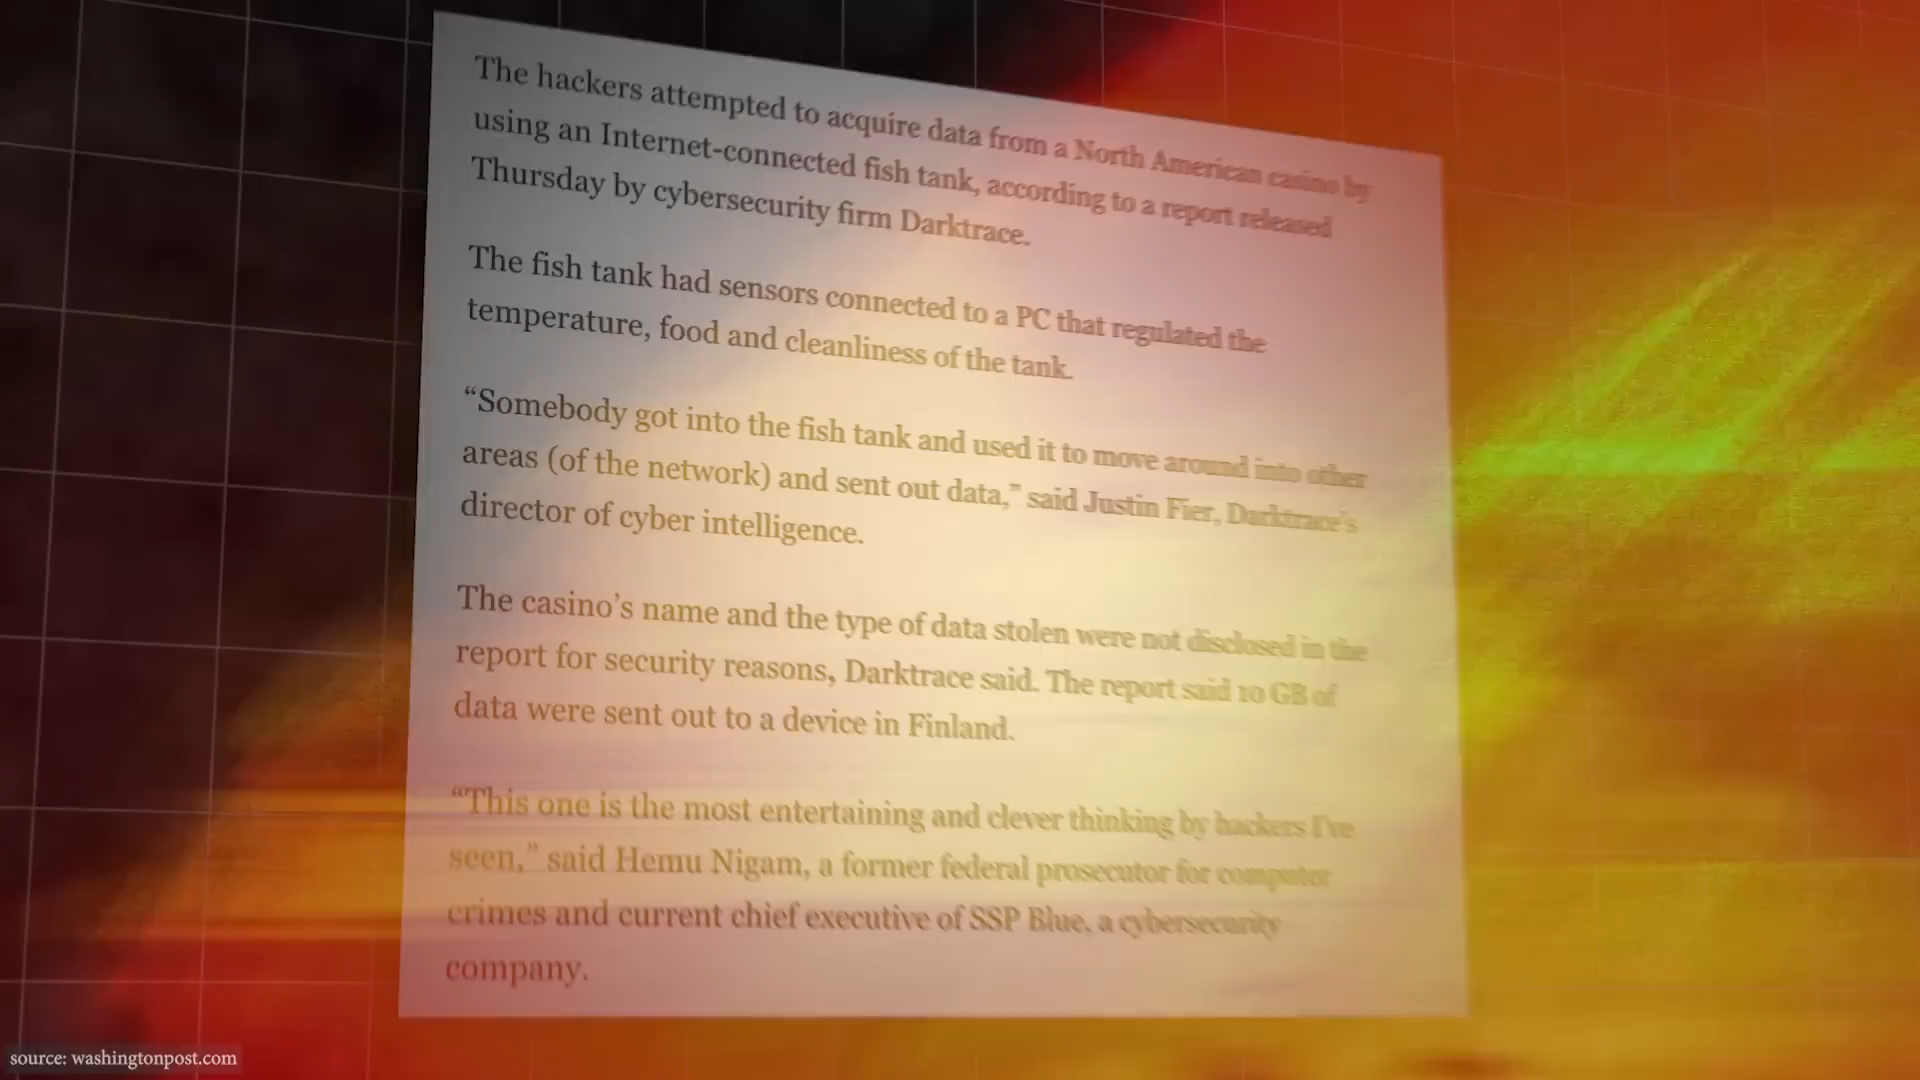 The hackers attempted to acquire data from a North American casino by
using an Internet-connected fish tank, according to a report released
Thursday by cybersecurity firm Darktrace.
The fish tank had sensors connected to a PC that regulated the
temperature, food and cleanliness of the tank.
“Somebody got into the fish tank and used it to move around into other
areas (of the network) and sent out data,” said Justin Fier, Darktrace’s
director of cyber intelligence.
The casino’s name and the type of data stolen were not disclosed in the
report for security reasons, Darktrace said. The report said 10 GB of
data were sent out to a device in Finland.
“This one is the most entertaining and clever thinking by hackers I’ve
seen,” said Hemu Nigam, a former federal prosecutor for computer
crimes and current chief executive of SSP Blue, a cybersecurity
company.
source: washingtonpost.com